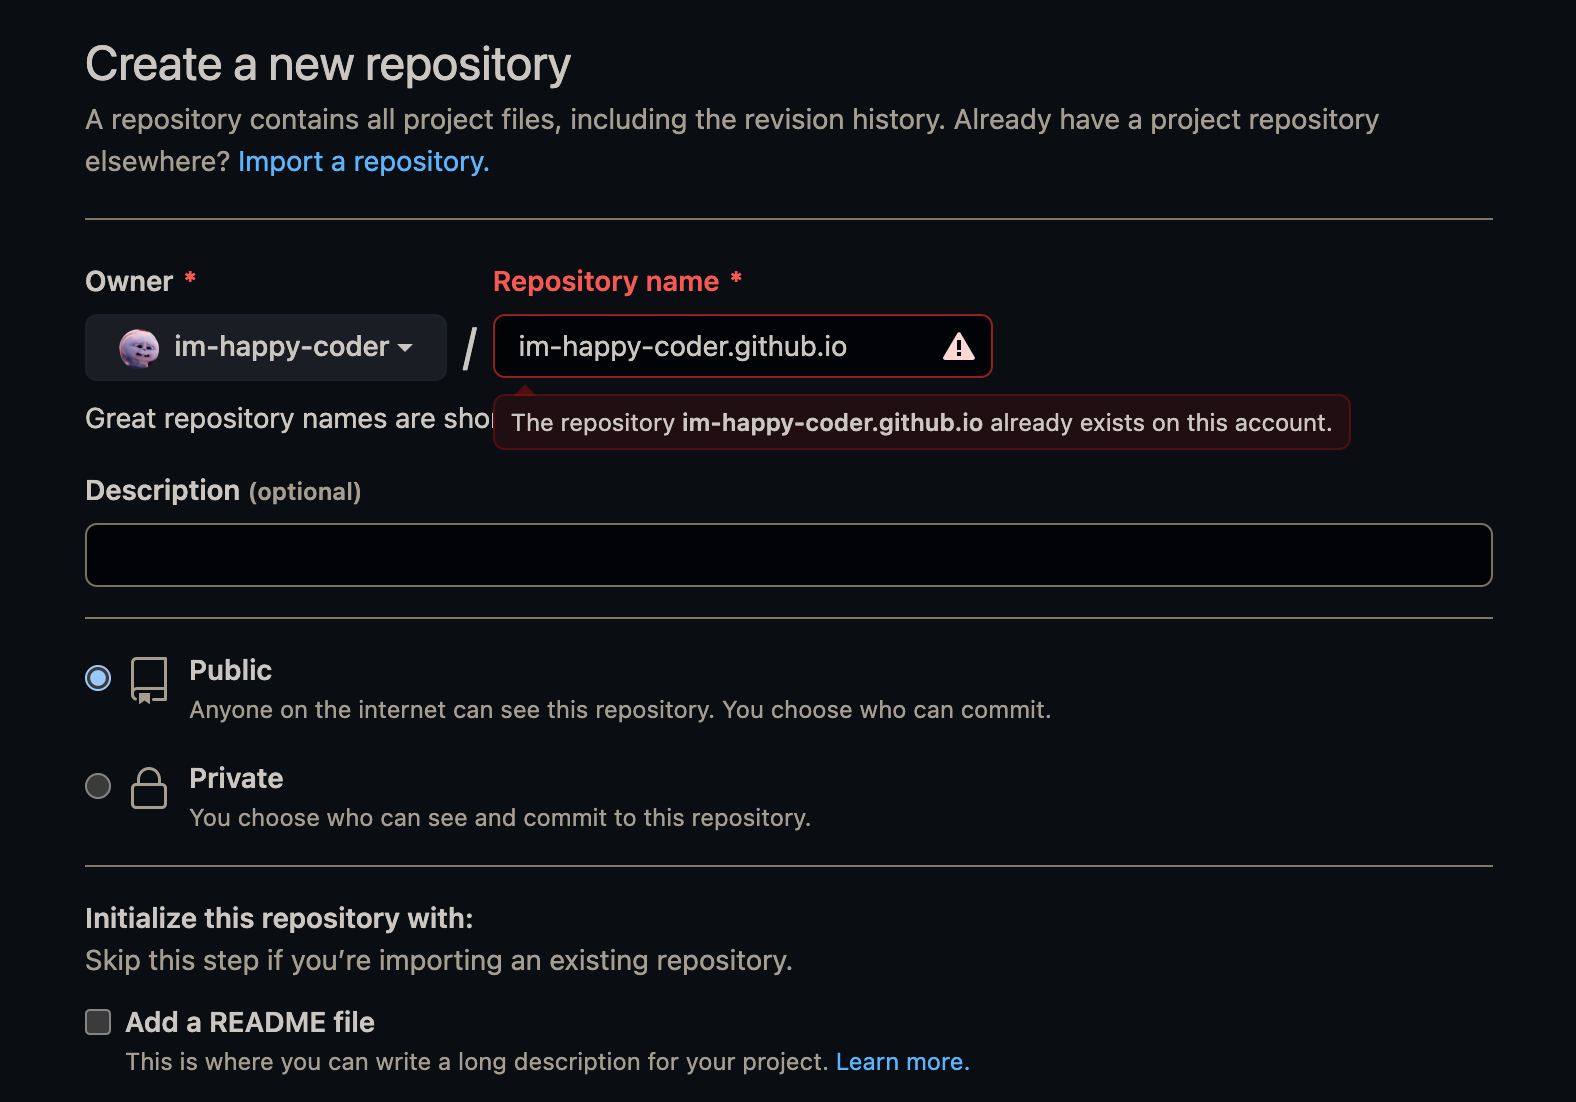 Create a new repository
A repository contains all project files, including the revision history. Already have a project repository
elsewhere? Import a repository.
Owner *
Repository name *
im-happy-coder
/
im-happy-coder.github.io
Great repository names are
The repository im-happy-coder.github.io already exists on this account.
Description (optional)
Public
Anyone on the internet can see this repository. You choose who can commit.
Private
You choose who can see and commit to this repository.
Initialize this repository with:
Skip this step if you’re importing an existing repository.
Add a README file
This is where you can write a long description for your project. Learn more.